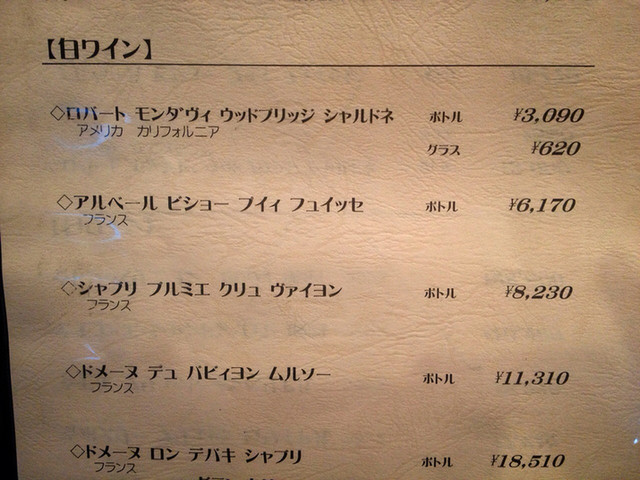 【白ワイン】
◇ロバート モンダヴィ ウッドブリッジ シャルドネ ボトル ¥3,090
アメリカ カリフォルニア
グラス ¥620
◇アルベール ビショー プイィ フュイッセ ボトル ¥6,170
フランス
◇シャブリ プルミエ クリュ ヴァイヨン ボトル ¥8,230
フランス
◇ドメーヌ デュ パビィヨン ムルソー ボトル ¥11,310
フランス
◇ドメーヌ ロン デパキ シャブリ ボトル ¥18,510
フランス